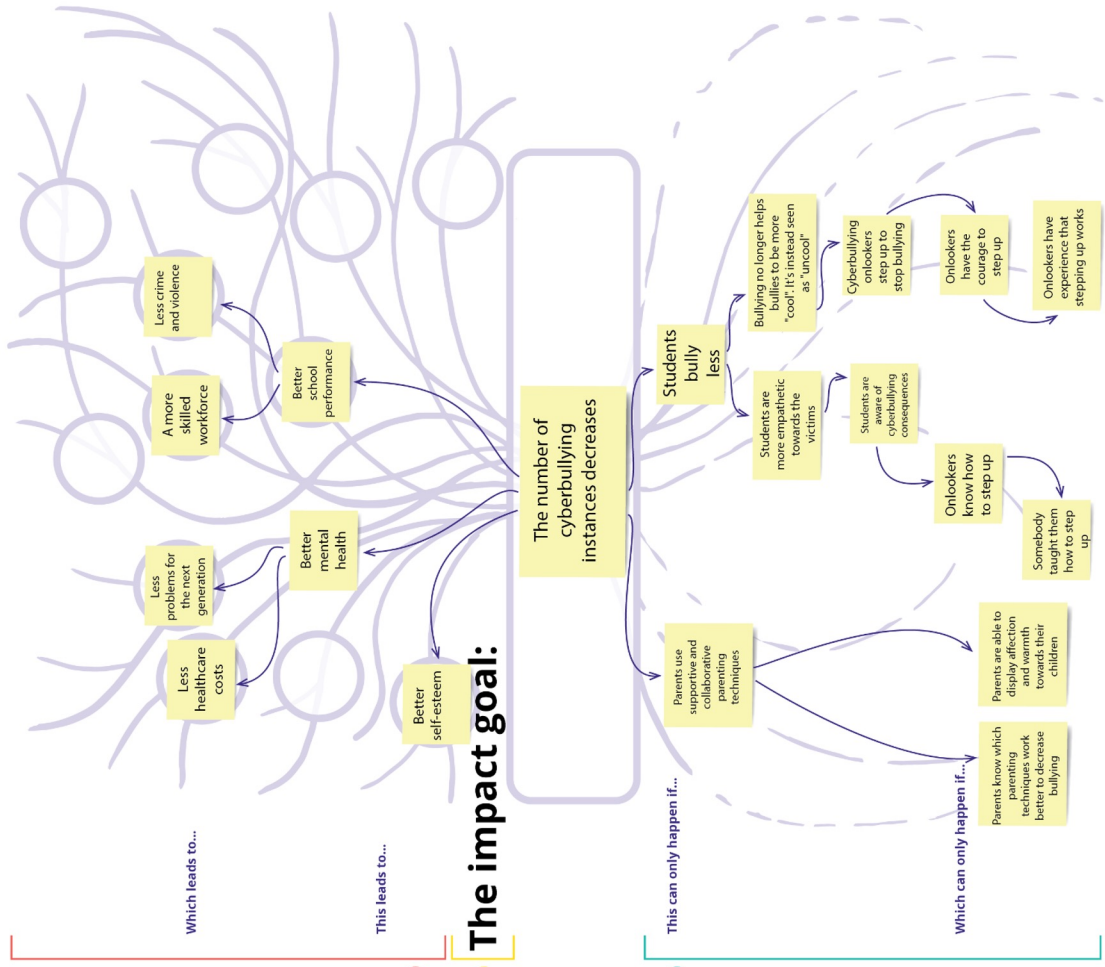 Which leads to...
Less
healthcare
costs
Less
problems for
the next
generation
A more
skilled
workforce
Less crime
and violence
This leads to...
Better
mental
health
Better
school
performance
Better
self-esteem
The impact goal:
The number of
cyberbullying
instances decreases
This can only happen if...
Parents use
supportive and
collaborative
parenting
techniques
Students
bully
less
Students are
more empathetic
towards the
victims
Bullying no longer helps
bullies to be more
"cool". It's instead seen
as "uncool"
Students are
aware of
cyberbullying
consequences
Cyberbullying
onlookers
step up to
stop bullying
Which can only happen if...
Onlookers
know how
to step up
Onlookers
have the
courage to
step up
Parents know which
parenting
techniques work
better to decrease
bullying
Parents are able to
display affection
and warmth
towards their
children
Somebody
taught them
how to step
up
Onlookers have
experience that
stepping up works